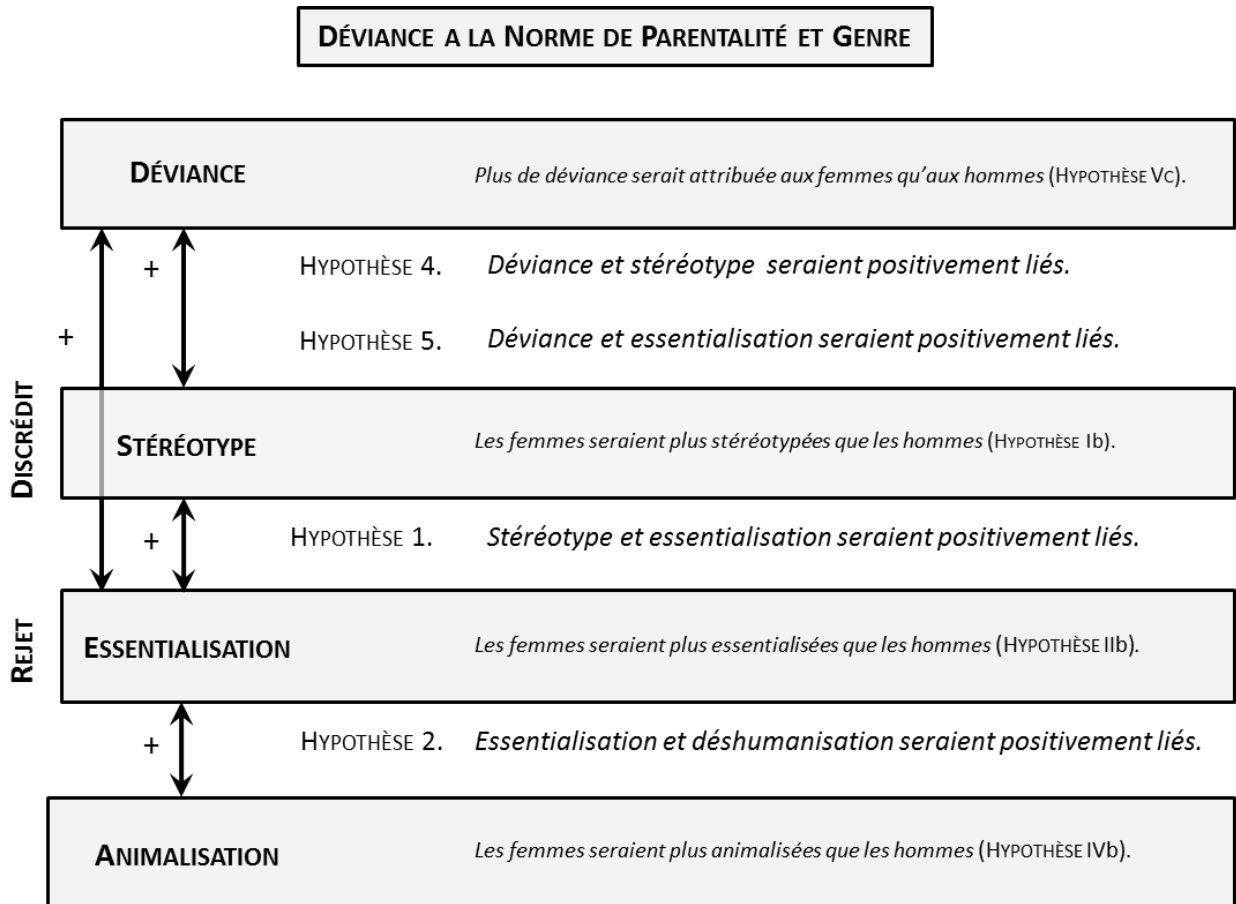 DÉVIANCE A LA NORME DE PARENTALITÉ ET GENRE
DÉVIANCE
Plus de déviance serait attribuée aux femmes qu’aux hommes (HYPOTHÈSE VC).
+
HYPOTHÈSE 4. Déviance et stéréotype seraient positivement liés.
+
HYPOTHÈSE 5. Déviance et essentialisation seraient positivement liés.
DISCRÉDIT
STÉRÉOTYPE
Les femmes seraient plus stéréotypées que les hommes (HYPOTHÈSE Ib).
+
HYPOTHÈSE 1. Stéréotype et essentialisation seraient positivement liés.
REJET
ESSENTIALISATION
Les femmes seraient plus essentialisées que les hommes (HYPOTHÈSE IIb).
+
HYPOTHÈSE 2. Essentialisation et déshumanisation seraient positivement liés.
ANIMALISATION
Les femmes seraient plus animalisées que les hommes (HYPOTHÈSE IVb).